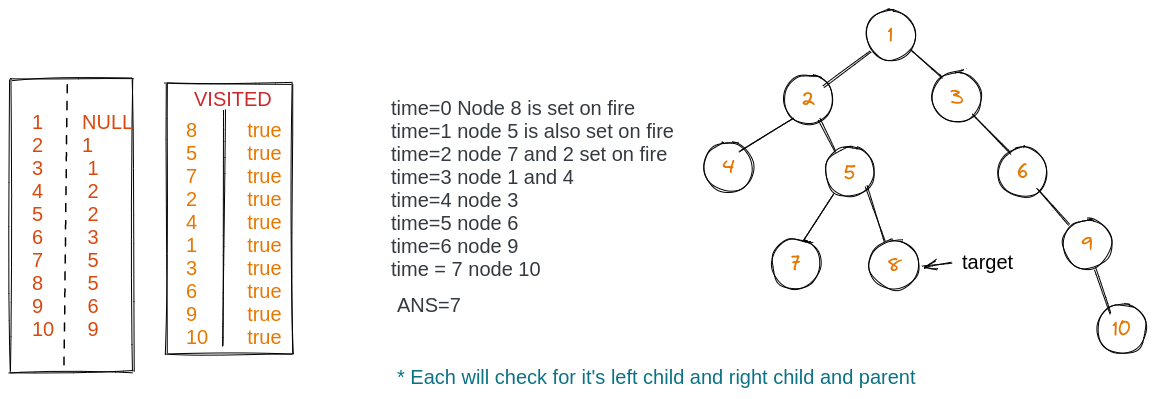 1 NULL
2 1
3 1
4 2
5 2
6 3
7 5
8 5
9 6
10 9
VISITED
8 true
5 true
7 true
2 true
4 true
1 true
3 true
6 true
9 true
10 true
time=0 Node 8 is set on fire
time=1 node 5 is also set on fire
time=2 node 7 and 2 set on fire
time=3 node 1 and 4
time=4 node 3
time=5 node 6
time=6 node 9
time = 7 node 10
ANS=7
* Each will check for it's left child and right child and parent
1
2 3
4 5 6
7 8 9
target
10